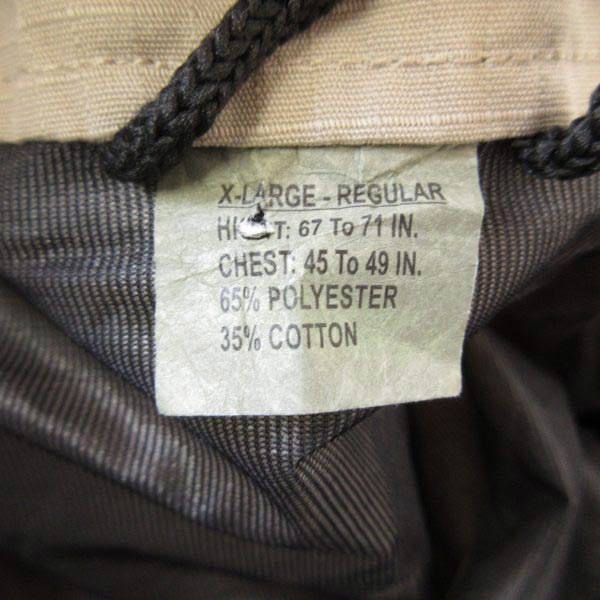 X-LARGE - REGULAR
T: 67 To 71 IN.
CHEST: 45 To 49 IN.
65% POLYESTER
35% COTTON